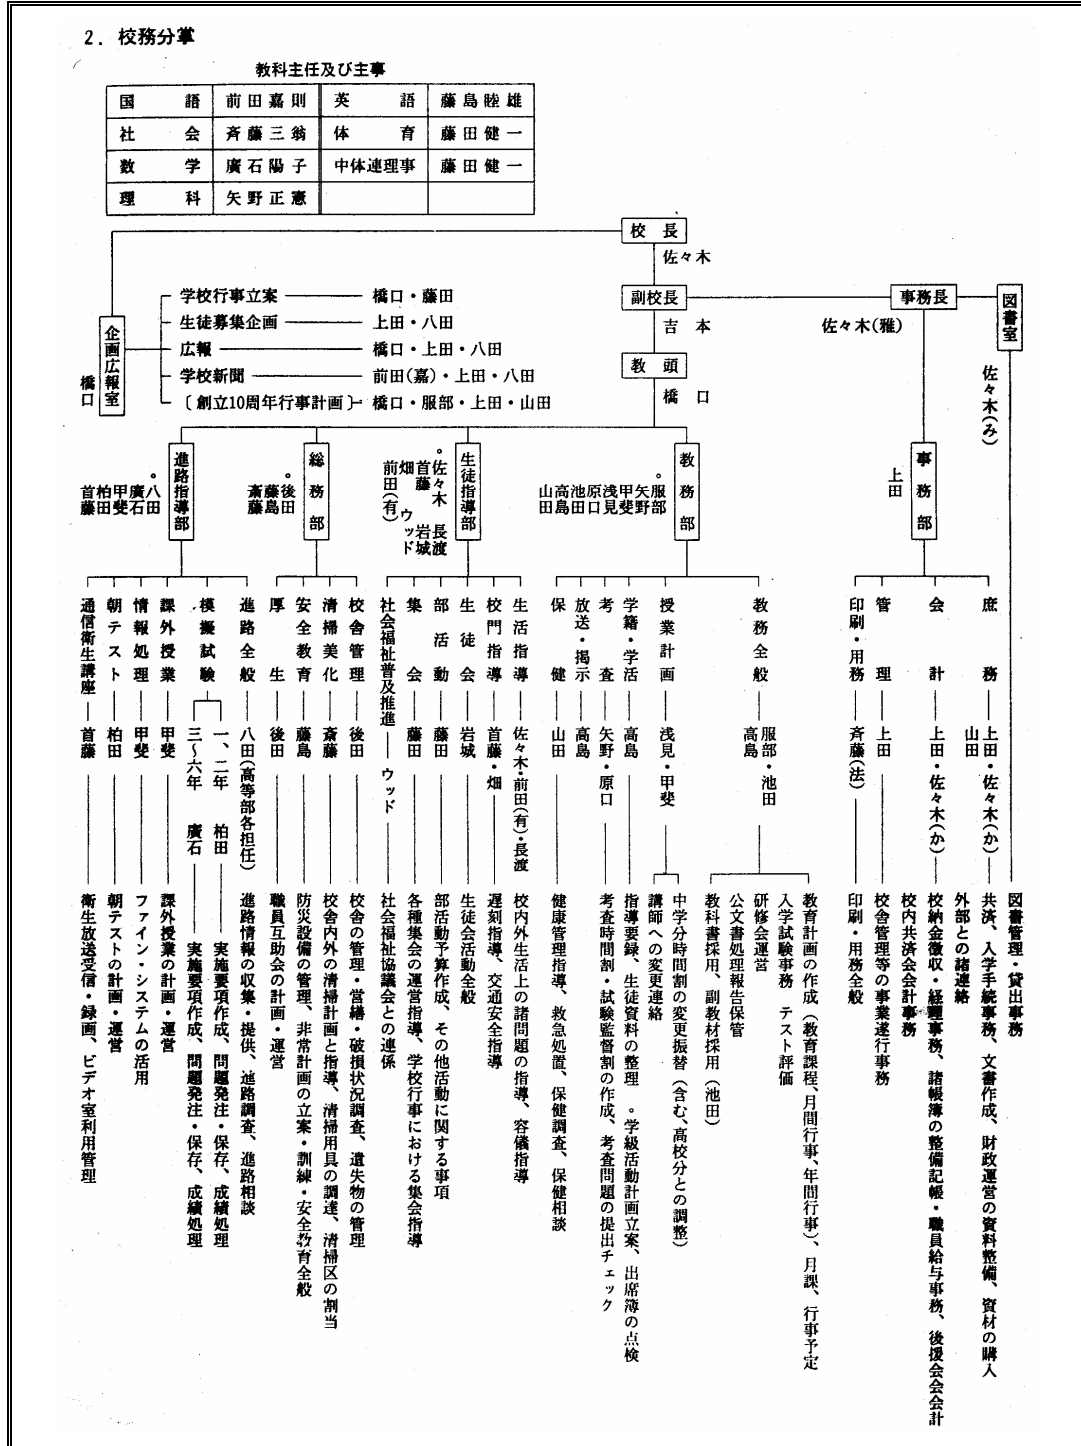 2. 校務分掌
教科主任及び主事
国語 前田嘉則 英語 藤島睦雄
社会 斉藤三翁 体育 藤田健一
数学 廣石陽子 中体連理事 藤田健一
理科 矢野正憲
校長
佐々木
副校長
吉本
教頭
橋口
事務長
佐々木(雅)
図書室
佐々木(み)
企画広報室
橋口
学校行事立案 橋口・藤田
生徒募集企画 上田・八田
広報 橋口・上田・八田
学校新聞 前田(嘉)・上田・八田
〔創立10周年行事計画〕 橋口・服部・上田・山田
図書管理・貸出事務
事務部
上田
庶務
上田・佐々木(か)
山田
共済、入学手続事務、文書作成、財政運営の資料整備、資材の購入
外部との諸連絡
会計
上田・佐々木(か)
校納金徴収・経理事務、諸帳簿の整備記帳・職員給与事務、後援会会計
校内共済会会計事務
管理
上田
校舎管理等の事業遂行事務
印刷・用務
斉藤(法)
印刷・用務全般
教務部
。服部
矢野
甲斐
浅見
原口
池田
高島
山田
教務全般
服部・池田
高島
教育計画の作成（教育課程、月間行事、年間行事）、月課、行事予定
入学試験事務 テスト評価
研修会運営
公文書処理報告保管
教科書採用、副教材採用（池田）
授業計画
浅見・甲斐
中学分時間割の変更振替（含む、高校分との調整）
講師への変更連絡
学籍・学活
高島
指導要録、生徒資料の整理 。学級活動計画立案、出席簿の点検
考査
矢野・原口
考査時間割・試験監督割の作成、考査問題の提出チェック
放送・掲示
高島
保健
山田
健康管理指導、救急処置、保健調査、保健相談
生徒指導部
。佐々木 長渡
首藤 岩城
畑 ウッド
前田(有)
生活指導
佐々木・前田(有)・長渡
校内外生活上の諸問題の指導、容儀指導
校門指導
首藤・畑
遅刻指導、交通安全指導
生徒会
岩城
生徒会活動全般
部活動
藤田
部活動予算作成、その他活動に関する事項
集会
藤田
各種集会の運営指導、学校行事における集会指導
社会福祉普及推進
ウッド
社会福祉協議会との連係
総務部
。後田
藤島
斎藤
校舎管理
後田
校舎の管理・営繕・破損状況調査、遺失物の管理
清掃美化
斎藤
校舎内外の清掃計画と指導、清掃用具の調達、清掃区の割当
安全教育
藤島
防災設備の管理、非常計画の立案・訓練・安全教育全般
厚生
後田
職員互助会の計画・運営
進路指導部
。八田
廣石
甲斐
柏田
首藤
進路全般
八田(高等部各担任)
進路情報の収集・提供、進路調査、進路相談
模擬試験
一、二年 柏田
実施要項作成、問題発注・保存、成績処理
三～六年 廣石
実施要項作成、問題発注・保存、成績処理
課外授業
甲斐
課外授業の計画・運営
情報処理
甲斐
ファイン・システムの活用
朝テスト
柏田
朝テストの計画・運営
通信衛生講座
首藤
衛生放送受信・録画、ビデオ室利用管理